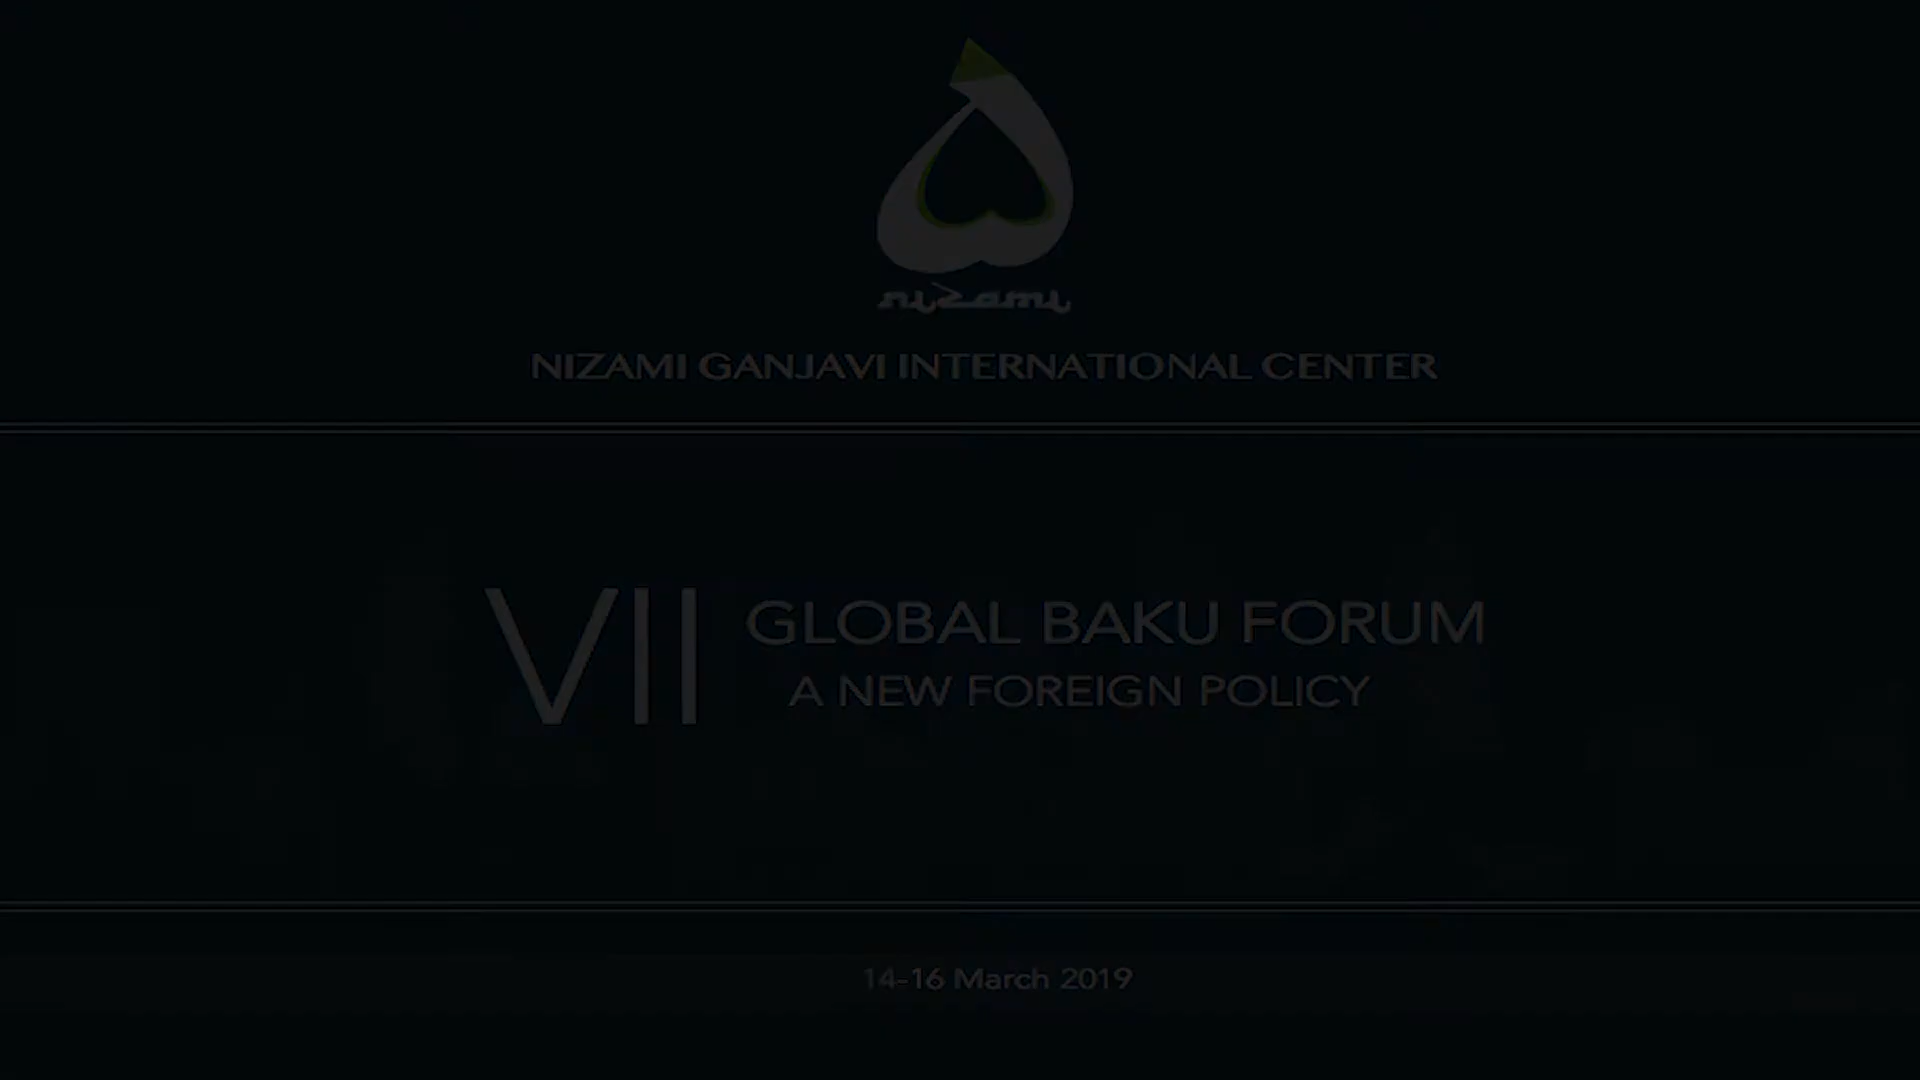 nizami
NIZAMI GANJAVI INTERNATIONAL CENTER
VII GLOBAL BAKU FORUM
A NEW FOREIGN POLICY
14-16 March 2019